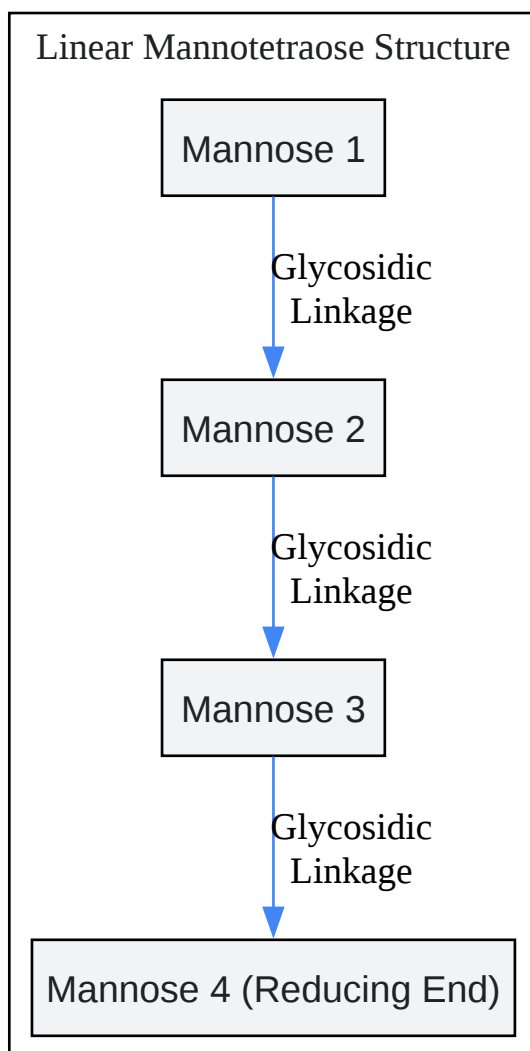 Linear Mannotetraose Structure
Mannose 1
Glycosidic
Linkage
Mannose 2
Glycosidic
Linkage
Mannose 3
Glycosidic
Linkage
Mannose 4 (Reducing End)